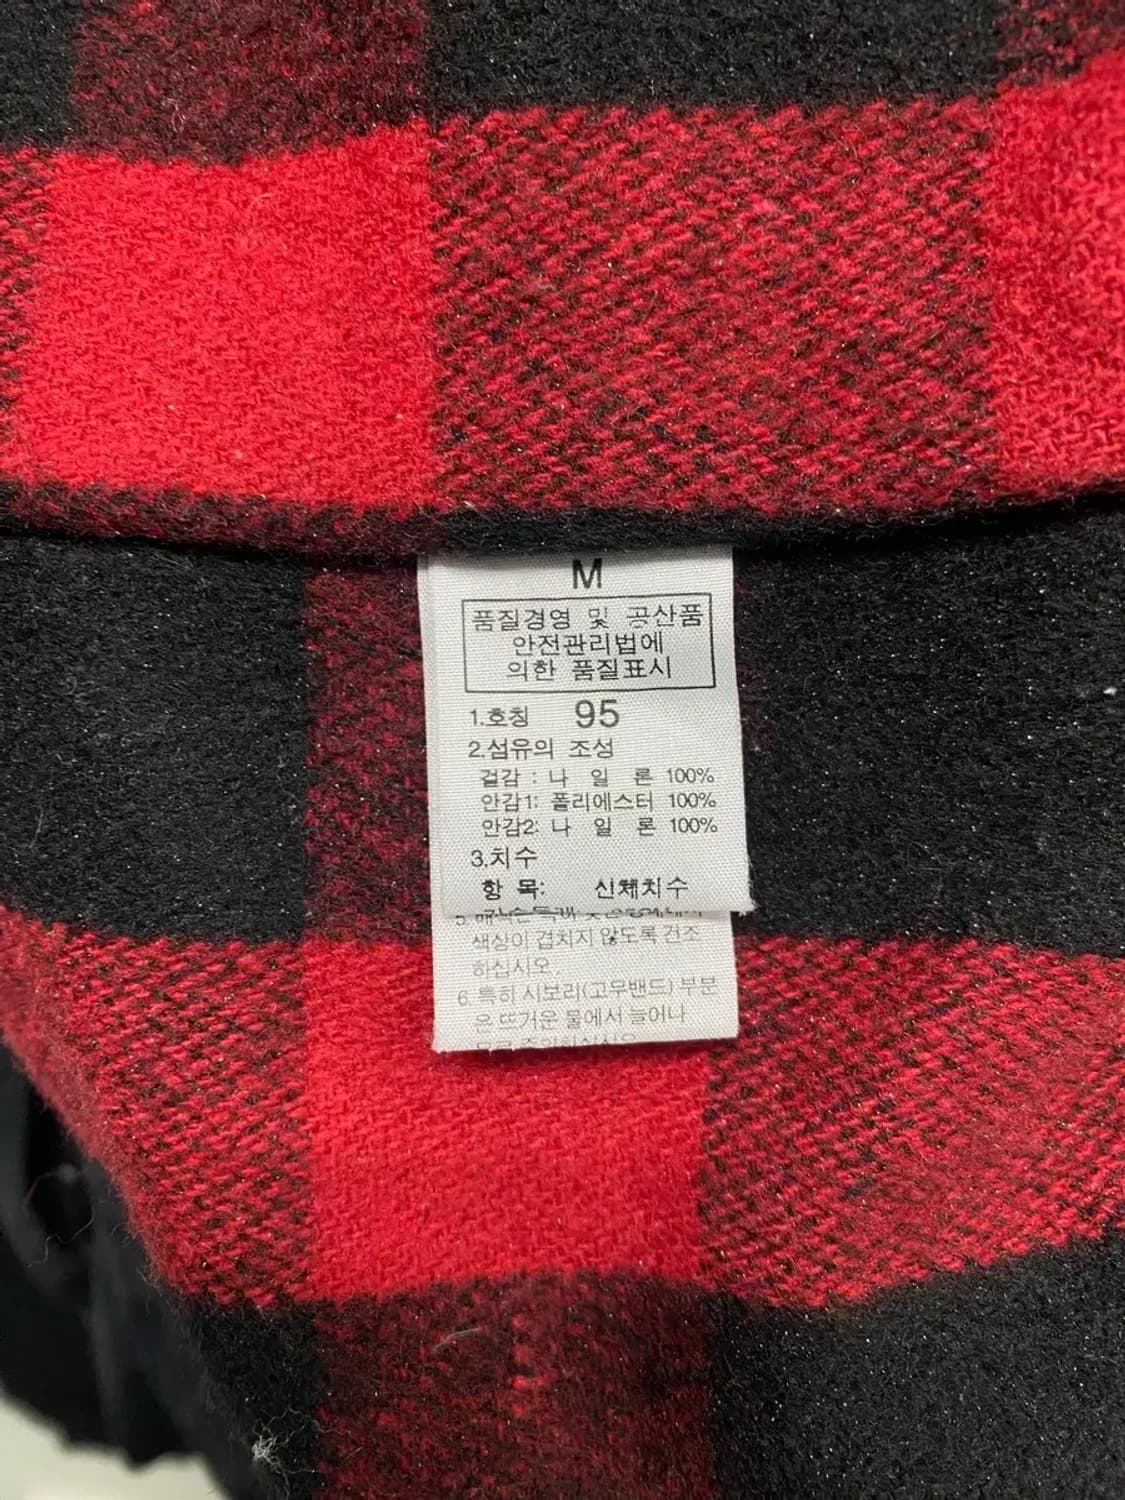 M
품질경영 및 공산품
안전관리법에
의한 품질표시
1.호칭 95
2.섬유의 조성
겉감 : 나 일 론 100%
안감1: 폴리에스터 100%
안감2: 나 일 론 100%
3.치수
항 목: 신체치수
5.
색상이 겹치지 않도록 건조
하십시오.
6 특히 시보리(고무밴드) 부분
은 뜨거운 물에서 늘어나